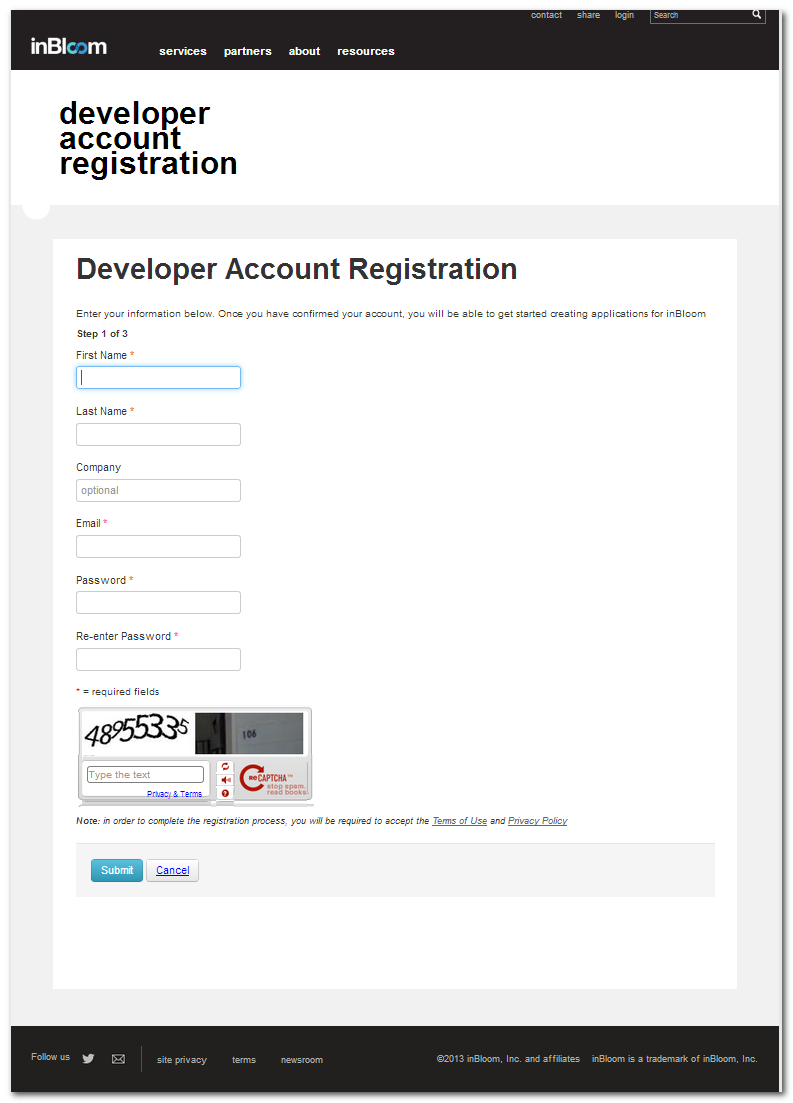 contact share login Search
inBloom services partners about resources
developer
account
registration
Developer Account Registration
Enter your information below. Once you have confirmed your account, you will be able to get started creating applications for inBloom
Step 1 of 3
First Name *
Last Name *
Company
optional
Email *
Password *
Re-enter Password *
* = required fields
48955335 106
Type the text
Privacy & Terms
reCAPTCHA™
stop spam.
read books.
Note: in order to complete the registration process, you will be required to accept the Terms of Use and Privacy Policy
Submit Cancel
Follow us site privacy terms newsroom ©2013 inBloom, Inc. and affiliates inBloom is a trademark of inBloom, Inc.